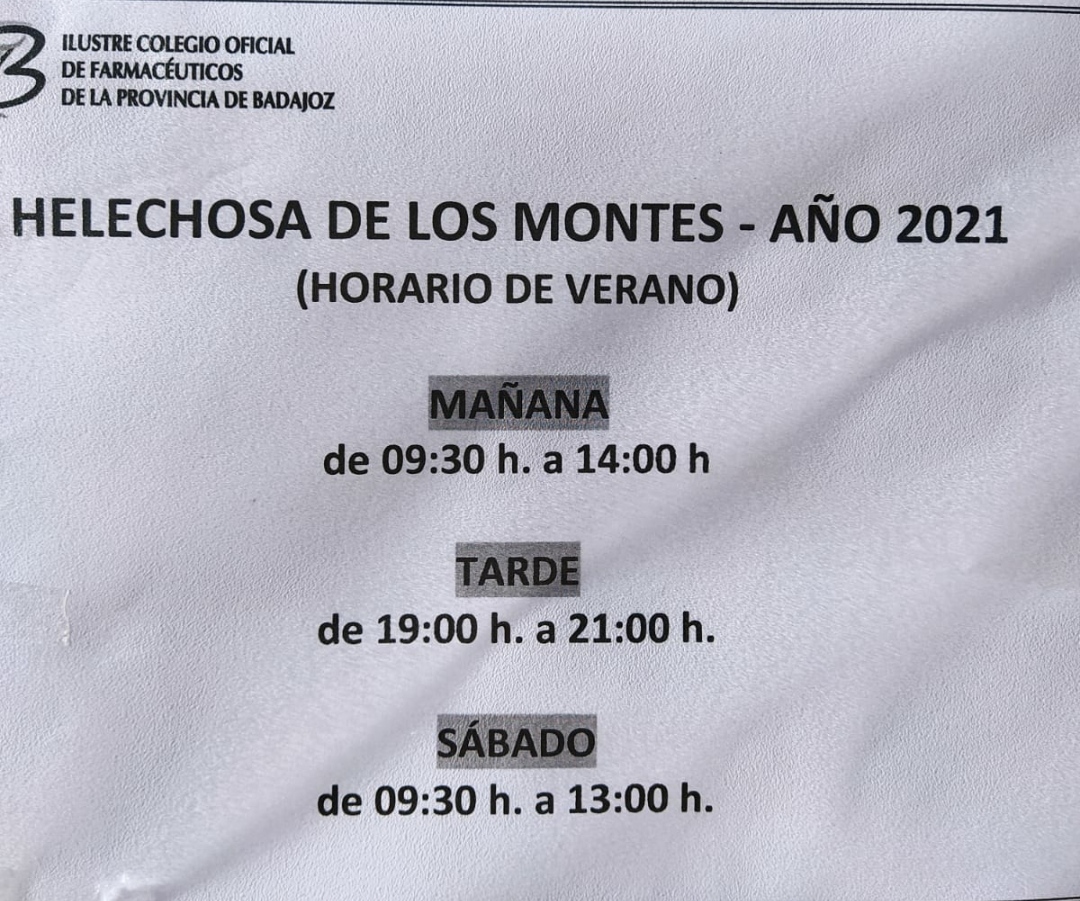 ILUSTRE COLEGIO OFICIAL
DE FARMACÉUTICOS
DE LA PROVINCIA DE BADAJOZ
HELECHOSA DE LOS MONTES - AÑO 2021
(HORARIO DE VERANO)
MAÑANA
de 09:30 h. a 14:00 h
TARDE
de 19:00 h. a 21:00 h.
SÁBADO
de 09:30 h. a 13:00 h.